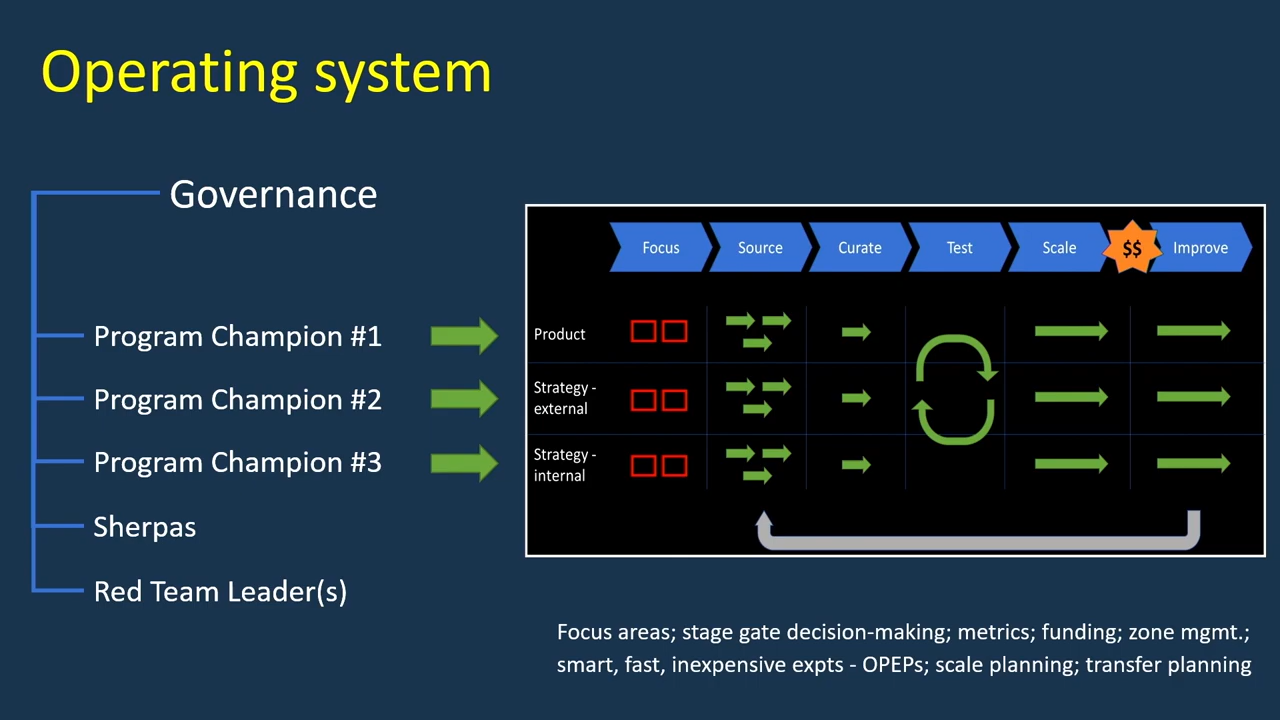 Operating system
Governance
Program Champion #1
Program Champion #2
Program Champion #3
Sherpas
Red Team Leader(s)
Focus
Source
Curate
Test
Scale
$$
Improve
Product
Strategy -
external
Strategy -
internal
Focus areas; stage gate decision-making; metrics; funding; zone mgmt.;
smart, fast, inexpensive expts - OPEPs; scale planning; transfer planning